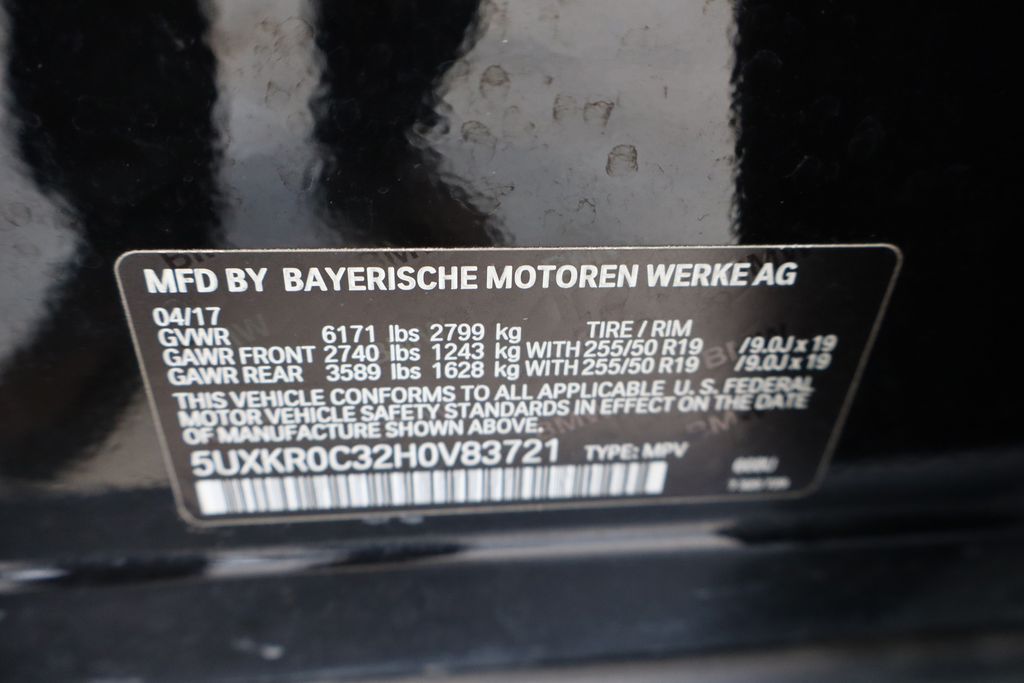 MFD BY BAYERISCHE MOTOREN WERKE AG
04/17
GVWR 6171 lbs 2799 kg TIRE / RIM
GAWR FRONT 2740 lbs 1243 kg WITH 255/50 R19 /9.0J x 19
GAWR REAR 3589 lbs 1628 kg WITH 255/50 R19 /9.0J x 19
THIS VEHICLE CONFORMS TO ALL APPLICABLE U.S. FEDERAL
MOTOR VEHICLE SAFETY STANDARDS IN EFFECT ON THE DATE
OF MANUFACTURE SHOWN ABOVE.
5UXKR0C32H0V83721 TYPE: MPV